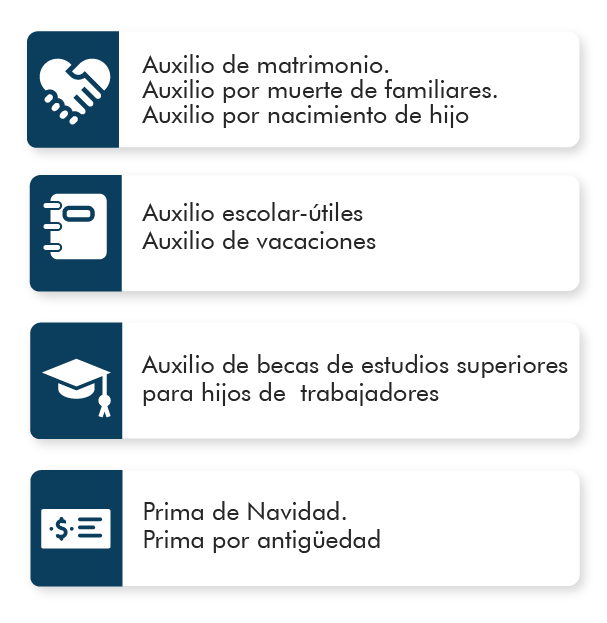 Auxilio de matrimonio.
Auxilio por muerte de familiares.
Auxilio por nacimiento de hijo
Auxilio escolar-útiles
Auxilio de vacaciones
Auxilio de becas de estudios superiores
para hijos de  trabajadores
$
Prima de Navidad.
Prima por antigüedad